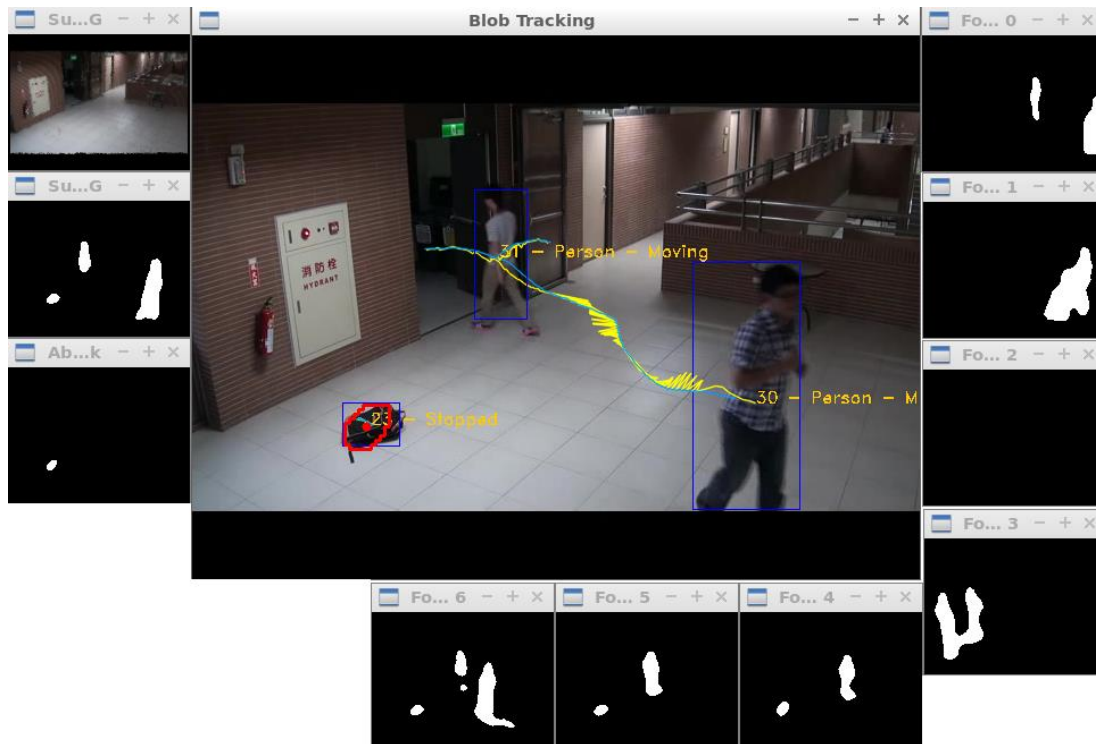 Su...G
Blob Tracking
Fo... 0
Su...G
Fo... 1
31 - Person - Moving
消防栓
HYDRANT
Ab...k
Fo... 2
30 - Person - M
23 - Stopped
Fo... 3
Fo... 6
Fo... 5
Fo... 4